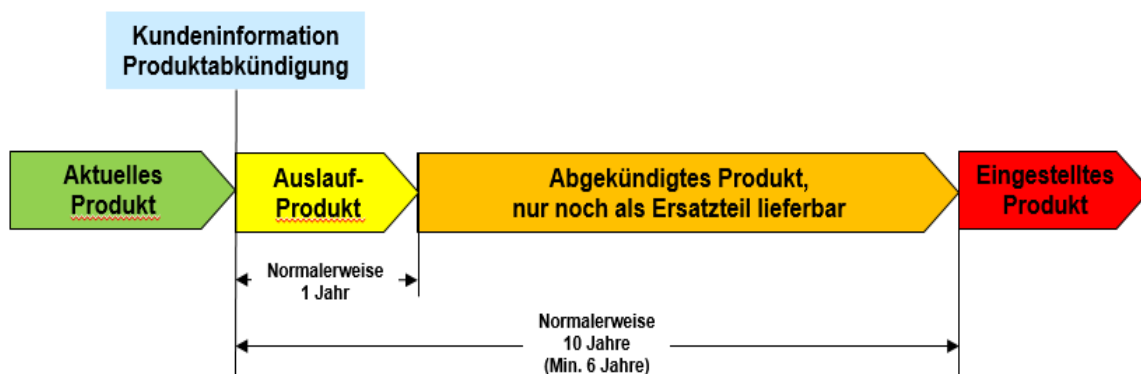 Kundeninformation
Produktabkündigung
Aktuelles
Produkt
Auslauf-
Produkt
Abgekündigtes Produkt,
nur noch als Ersatzteil lieferbar
Eingestelltes
Produkt
Normalerweise
1 Jahr
Normalerweise
10 Jahre
(Min. 6 Jahre)